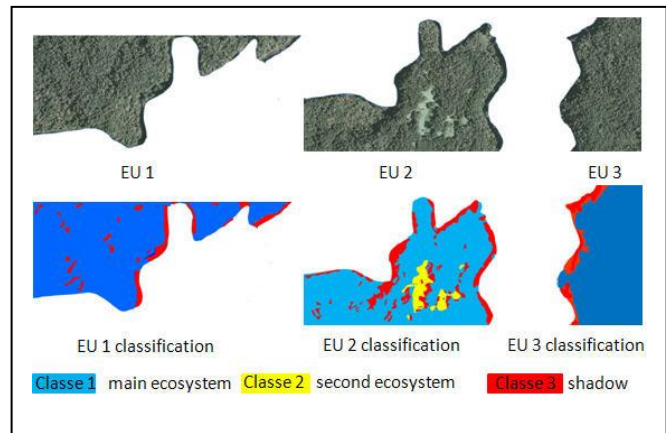 EU 1 EU 2 EU 3
EU 1 classification EU 2 classification EU 3 classification
Classe 1 main ecosystem Classe 2 second ecosystem Classe 3 shadow